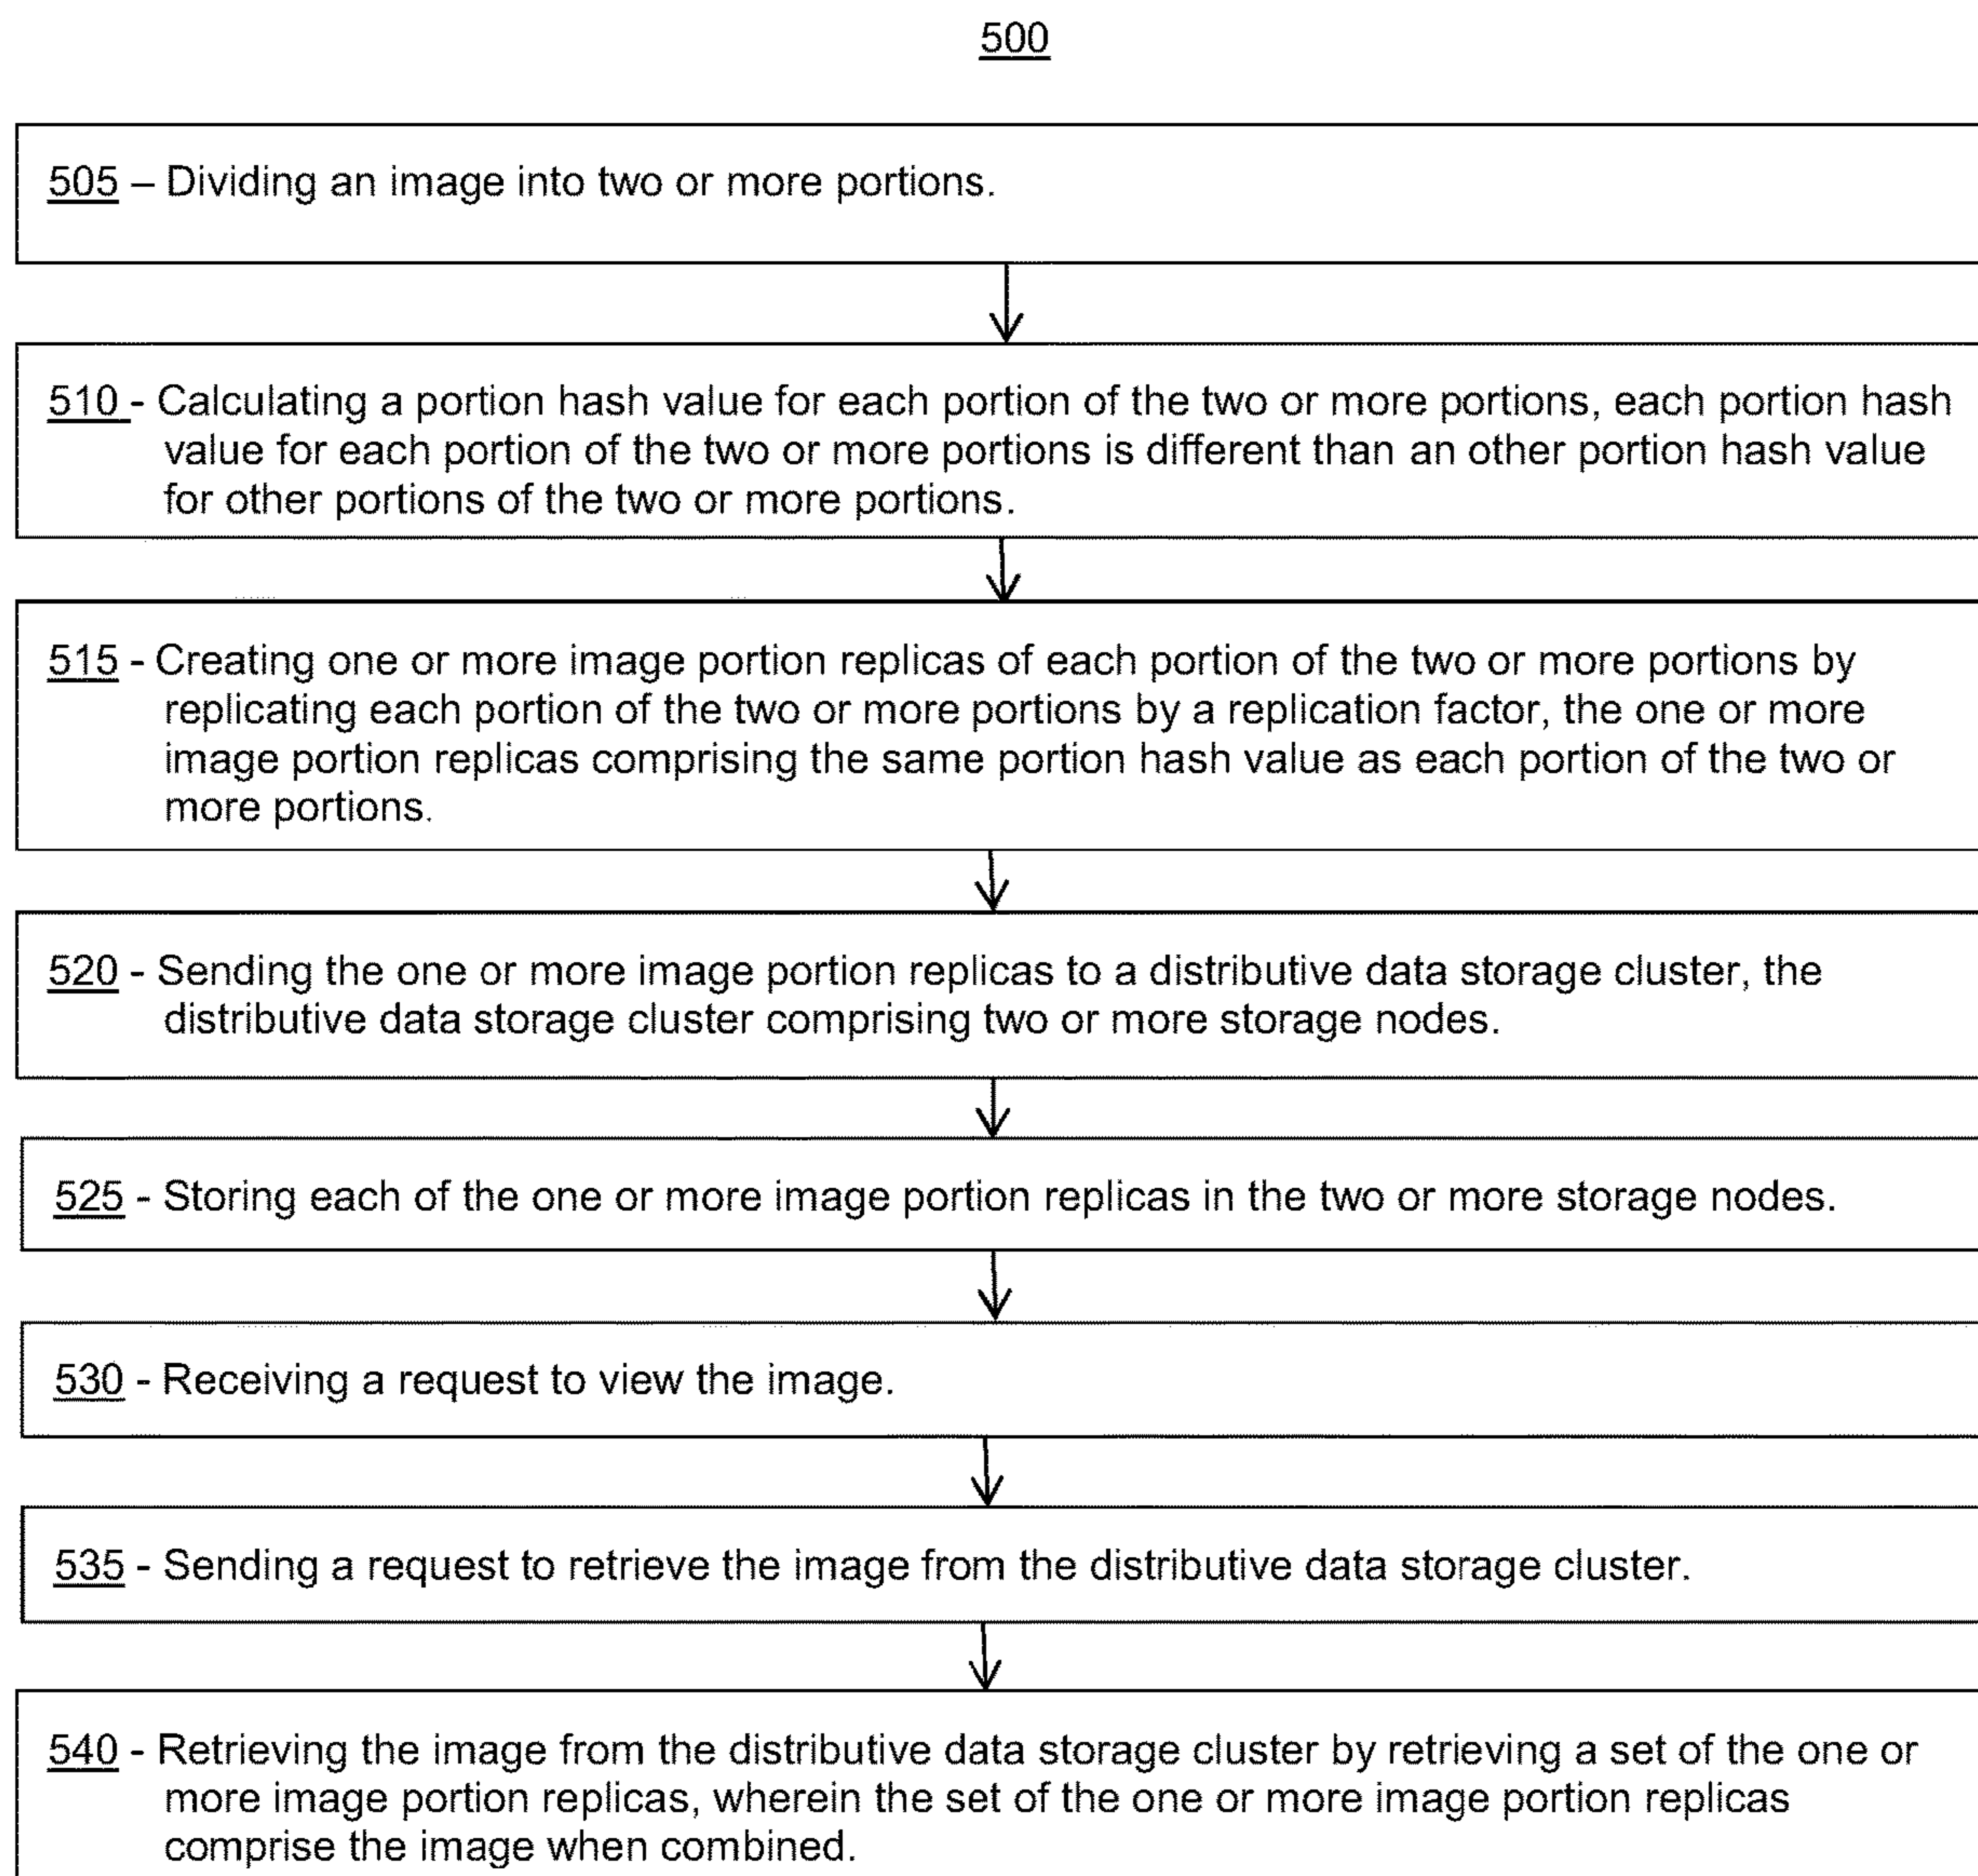 500
505 – Dividing an image into two or more portions.
510 - Calculating a portion hash value for each portion of the two or more portions, each portion hash
value for each portion of the two or more portions is different than an other portion hash value
for other portions of the two or more portions.
515 - Creating one or more image portion replicas of each portion of the two or more portions by
replicating each portion of the two or more portions by a replication factor, the one or more
image portion replicas comprising the same portion hash value as each portion of the two or
more portions.
520 - Sending the one or more image portion replicas to a distributive data storage cluster, the
distributive data storage cluster comprising two or more storage nodes.
525 - Storing each of the one or more image portion replicas in the two or more storage nodes.
530 - Receiving a request to view the image.
535 - Sending a request to retrieve the image from the distributive data storage cluster.
540 - Retrieving the image from the distributive data storage cluster by retrieving a set of the one or
more image portion replicas, wherein the set of the one or more image portion replicas
comprise the image when combined.